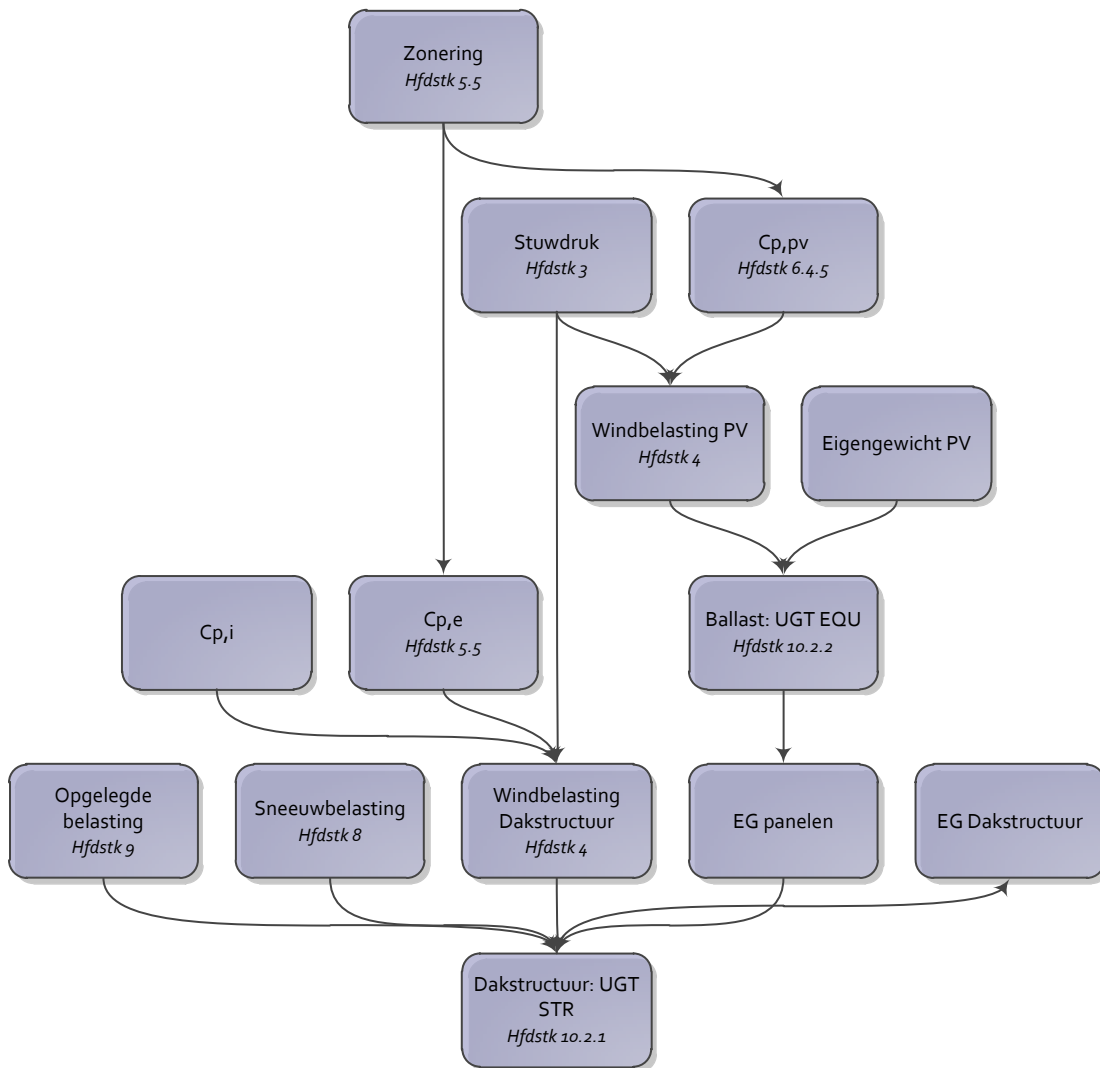 Zonering
Hfdstk 5.5
Stuwdruk
Hfdstk 3
Cp,pv
Hfdstk 6.4.5
Windbelasting PV
Hfdstk 4
Eigengewicht PV
Cp,i
Cp,e
Hfdstk 5.5
Ballast: UGT EQU
Hfdstk 10.2.2
Opgelegde
belasting
Hfdstk 9
Sneeuwbelasting
Hfdstk 8
Windbelasting
Dakstructuur
Hfdstk 4
EG panelen
EG Dakstructuur
Dakstructuur: UGT
STR
Hfdstk 10.2.1